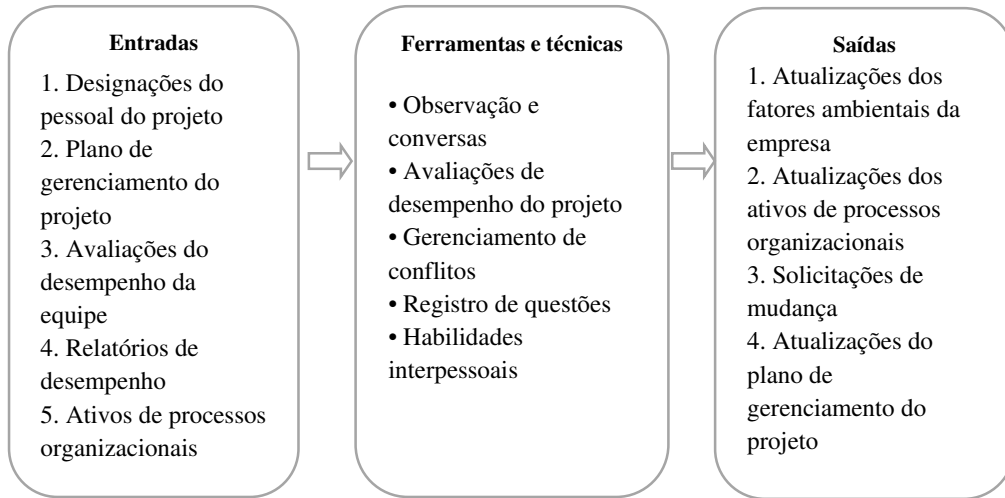 Entradas
1. Designações do
pessoal do projeto
2. Plano de
gerenciamento do
projeto
3. Avaliações do
desempenho da
equipe
4. Relatórios de
desempenho
5. Ativos de processos
organizacionais
Ferramentas e técnicas
• Observação e
conversas
• Avaliações de
desempenho do projeto
• Gerenciamento de
conflitos
• Registro de questões
• Habilidades
interpessoais
Saídas
1. Atualizações dos
fatores ambientais da
empresa
2. Atualizações dos
ativos de processos
organizacionais
3. Solicitações de
mudança
4. Atualizações do
plano de
gerenciamento do
projeto